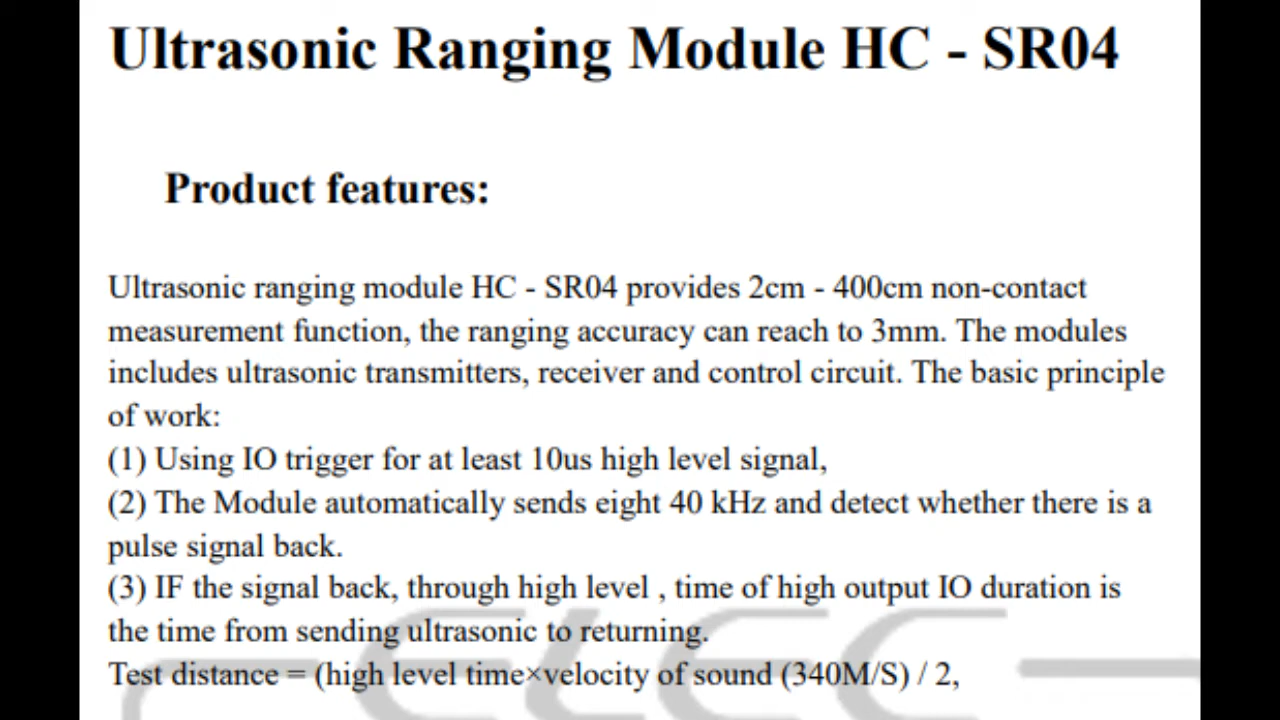 Ultrasonic Ranging Module HC - SR04
Product features:
Ultrasonic ranging module HC - SR04 provides 2cm - 400cm non-contact
measurement function, the ranging accuracy can reach to 3mm. The modules
includes ultrasonic transmitters, receiver and control circuit. The basic principle
of work:
(1) Using IO trigger for at least 10us high level signal,
(2) The Module automatically sends eight 40 kHz and detect whether there is a
pulse signal back.
(3) IF the signal back, through high level , time of high output IO duration is
the time from sending ultrasonic to returning.
Test distance = (high level time×velocity of sound (340M/S) / 2,